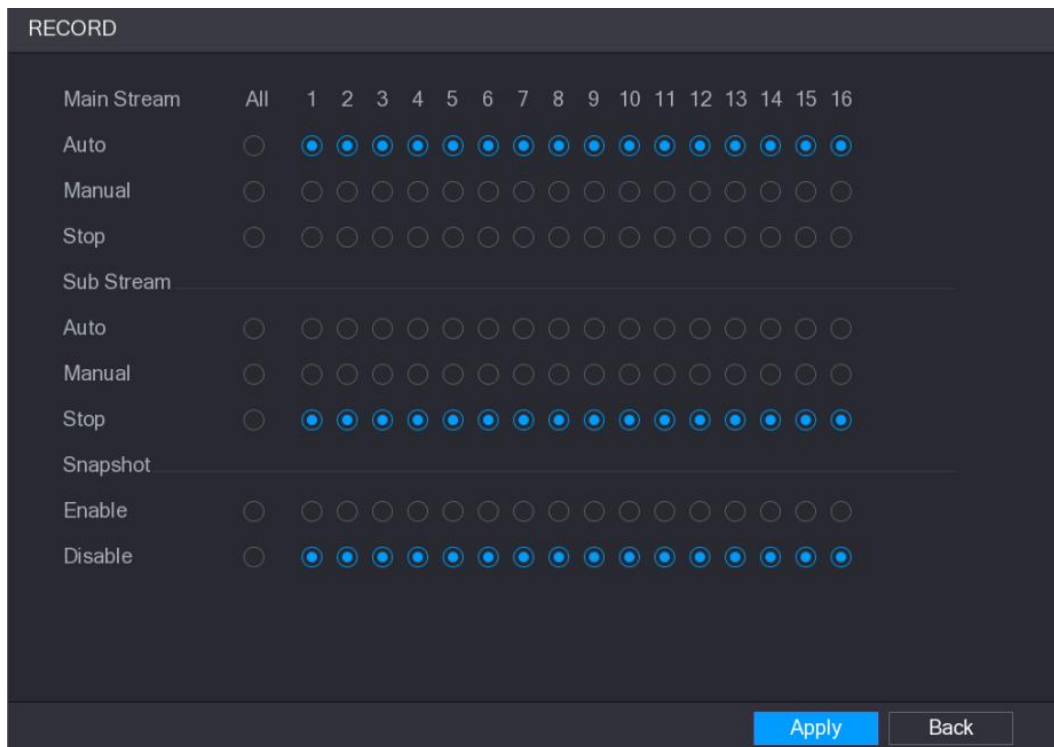 RECORD
Main Stream All 1 2 3 4 5 6 7 8 9 10 11 12 13 14 15 16
Auto
Manual
Stop
Sub Stream
Auto
Manual
Stop
Snapshot
Enable
Disable
Apply Back